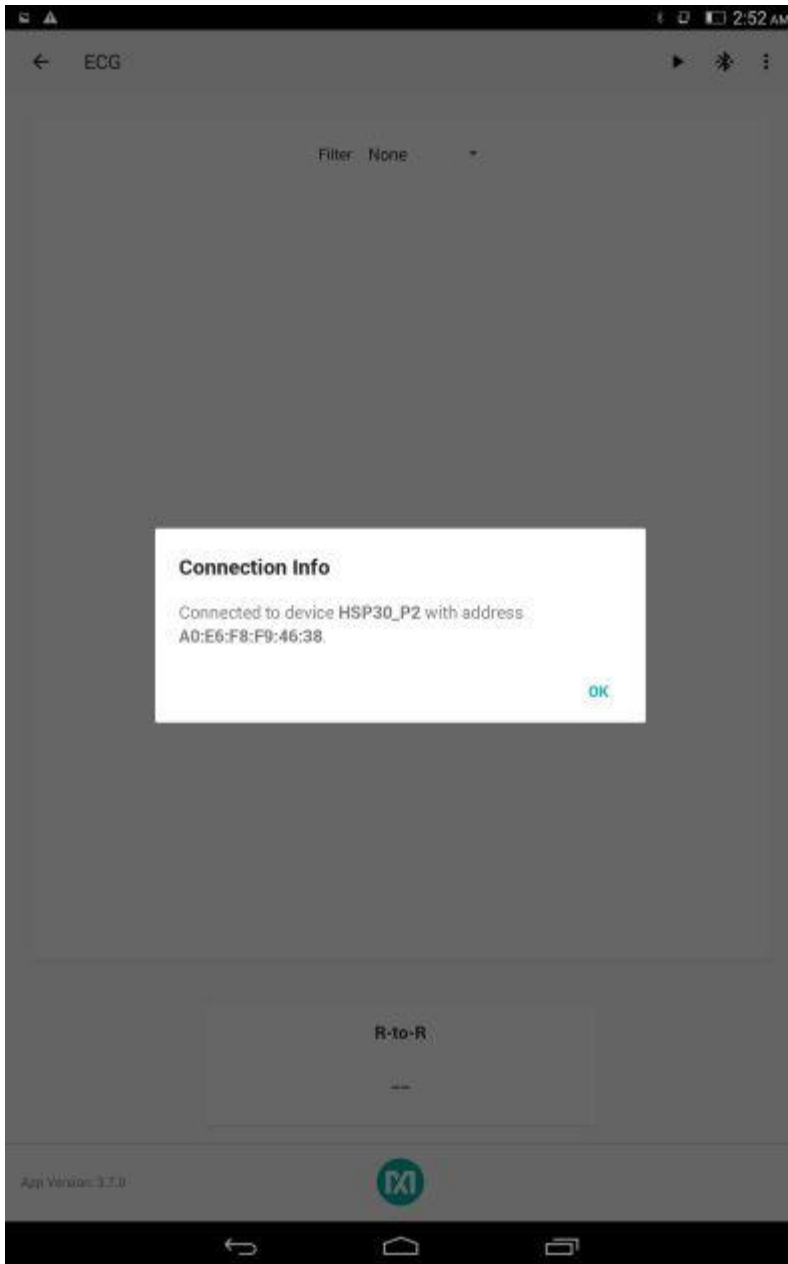 2:52 AM
ECG
Filter None
Connection Info
Connected to device HSP30_P2 with address
A0:E6:F8:F9:46:38.
OK
R-to-R
--
App Version: 3.7.0